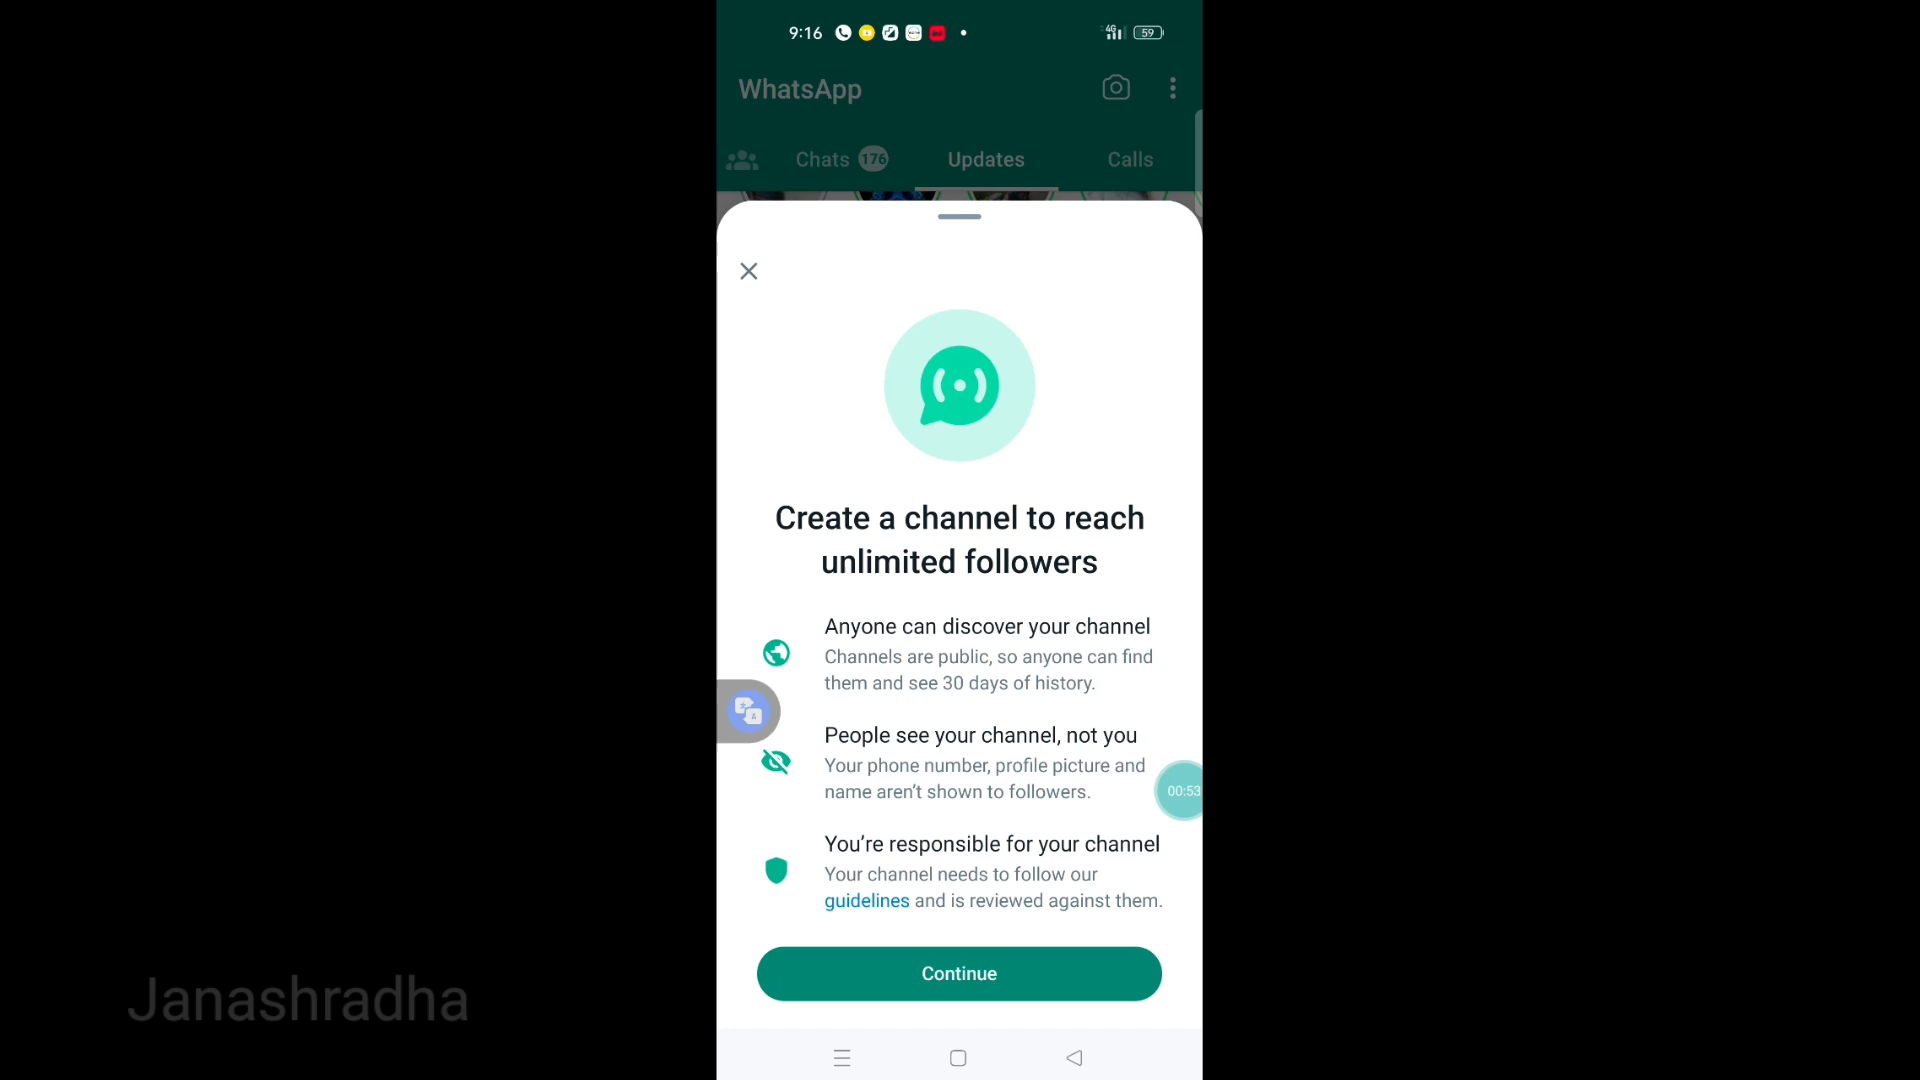 9:16
4G
59
WhatsApp
Chats 176 Updates Calls
Create a channel to reach
unlimited followers
Anyone can discover your channel
Channels are public, so anyone can find
them and see 30 days of history.
People see your channel, not you
Your phone number, profile picture and
name aren’t shown to followers.
00:53
You’re responsible for your channel
Your channel needs to follow our
guidelines and is reviewed against them.
Continue
Janashradha